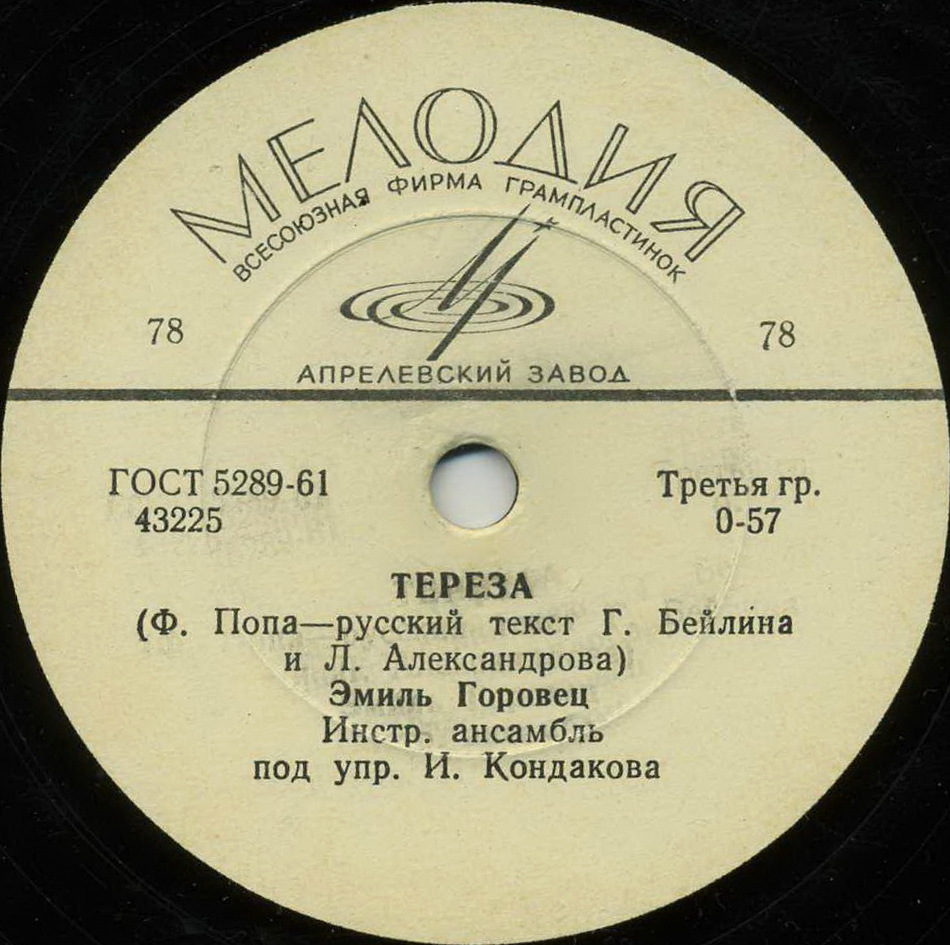 МЕЛОДИЯ
ВСЕСОЮЗНАЯ ФИРМА ГРАМПЛАСТИНОК
78 78
АПРЕЛЕВСКИЙ ЗАВОД
ГОСТ 5289-61 Третья гр.
43225 0-57
ТЕРЕЗА
(Ф. Попа—русский текст Г. Бейлина
и Л. Александрова)
Эмиль Горовец
Инстр. ансамбль
под упр. И. Кондакова